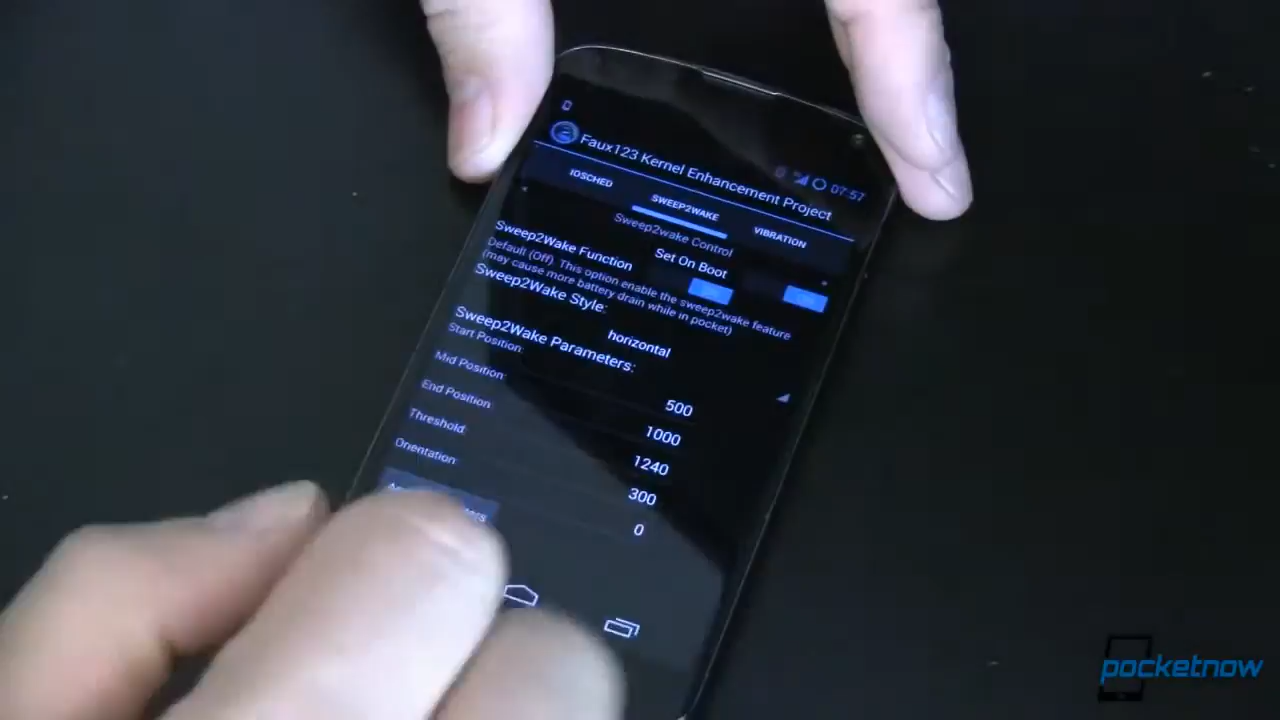 07:57
Faux123 Kernel Enhancement Project
IOSCHED
SWEEP2WAKE
VIBRATION
Sweep2wake Control
Set On Boot
Sweep2Wake Function
Default (Off). This option enable the sweep2wake feature
(may cause more battery drain while in pocket)
Sweep2Wake Style:
horizontal
Sweep2Wake Parameters:
Start Position:
500
Mid Position:
1000
End Position:
1240
Threshold:
300
Orientation:
0
pocketnow